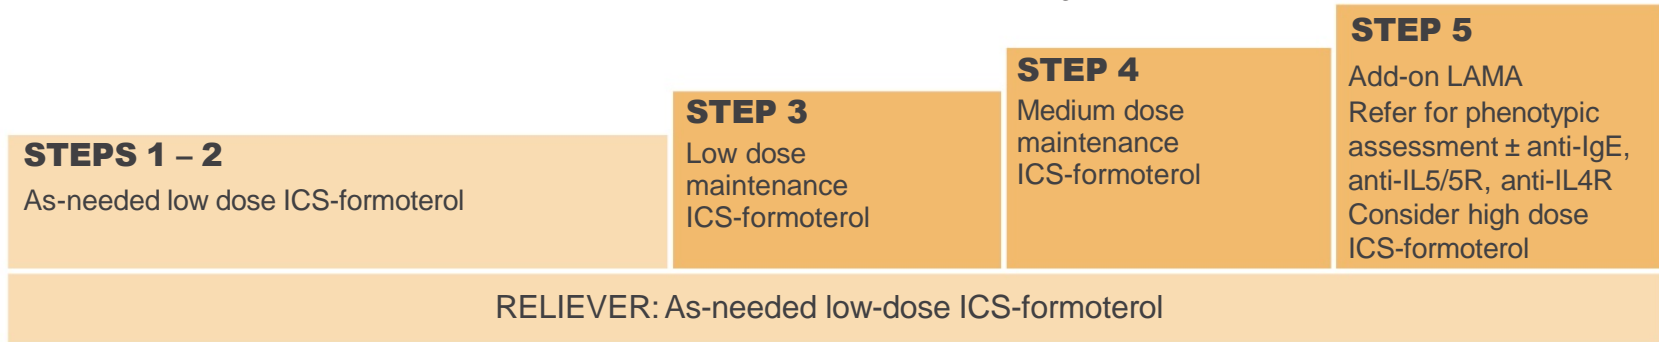 STEPS 1 – 2
As-needed low dose ICS-formoterol
STEP 3
Low dose
maintenance
ICS-formoterol
STEP 4
Medium dose
maintenance
ICS-formoterol
STEP 5
Add-on LAMA
Refer for phenotypic
assessment ± anti-IgE,
anti-IL5/5R, anti-IL4R
Consider high dose
ICS-formoterol
RELIEVER: As-needed low-dose ICS-formoterol